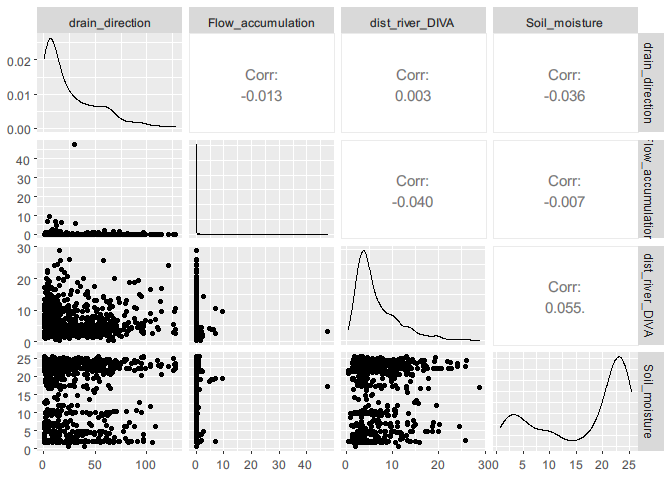 drain_direction Flow_accumulation dist_river_DIVA Soil_moisture
0.02
0.01
0.00
Corr:
-0.013
Corr:
0.003
Corr:
-0.036
drain_direction
40
30
20
10
0
Corr:
-0.040
Corr:
-0.007
low_accumulation
30
20
10
0
Corr:
0.055.
dist_river_DIVA
25
20
15
10
5
0
Soil_moisture
0 50 100
0 10 20 30 40
0 10 20 30
0 5 10 15 20 25